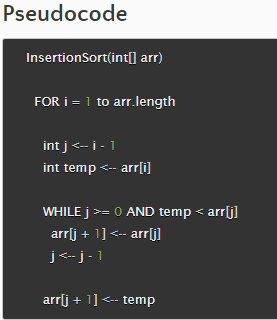 Pseudocode
InsertionSort(int[] arr)
FOR i = 1 to arr.length
int j <-- i - 1
int temp <-- arr[i]
WHILE j >= 0 AND temp < arr[j]
arr[j + 1] <-- arr[j]
j <-- j - 1
arr[j + 1] <-- temp